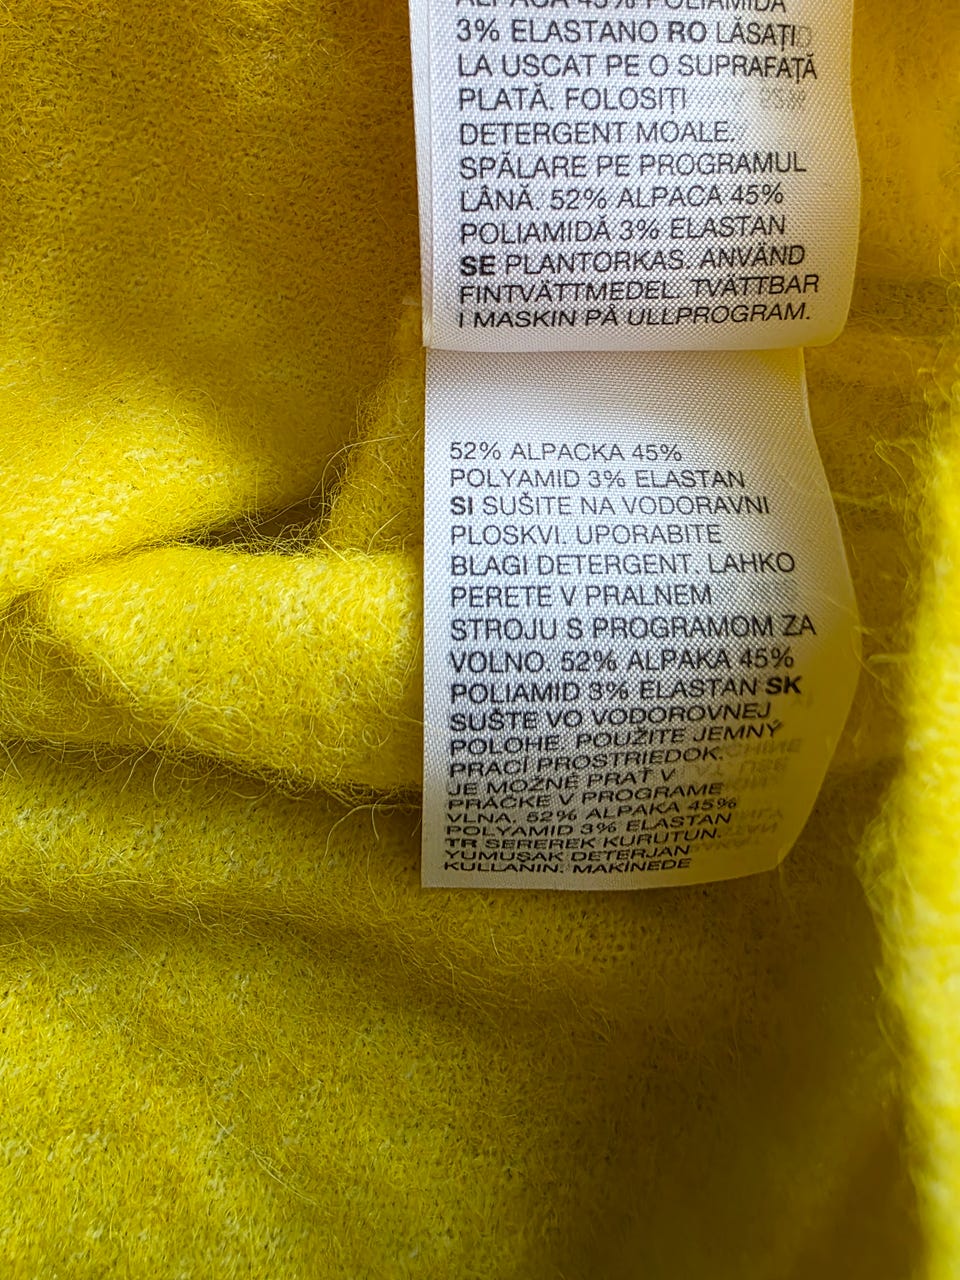 ALPACA 45% POLIAMIDA
3% ELASTANO RO LĂSAȚI
LA USCAT PE O SUPRAFAȚĂ
PLATĂ. FOLOSITI
DETERGENT MOALE.
SPĂLARE PE PROGRAMUL
LÂNĂ. 52% ALPACA 45%
POLIAMIDĂ 3% ELASTAN
SE PLANTORKAS. ANVÄND
FINTVÄTTMEDEL. TVÄTTBAR
I MASKIN PÅ ULLPROGRAM.
52% ALPACKA 45%
POLYAMID 3% ELASTAN
SI SUŠITE NA VODORAVNI
PLOSKVI. UPORABITE
BLAGI DETERGENT. LAHKO
PERETE V PRALNEM
STROJU S PROGRAMOM ZA
VOLNO. 52% ALPAKA 45%
POLIAMID 3% ELASTAN SK
SUŠTE VO VODOROVNEJ
POLOHE. POUŽITE JEMNÝ
PRACÍ PROSTRIEDOK.
JE MOŽNÉ PRAŤ V
PRÁČKE V PROGRAME
VLNA. 52% ALPAKA 45%
POLYAMID 3% ELASTAN
TR SEREREK KURUTUN.
YUMUŞAK DETERJAN
KULLANIN. MAKİNEDE